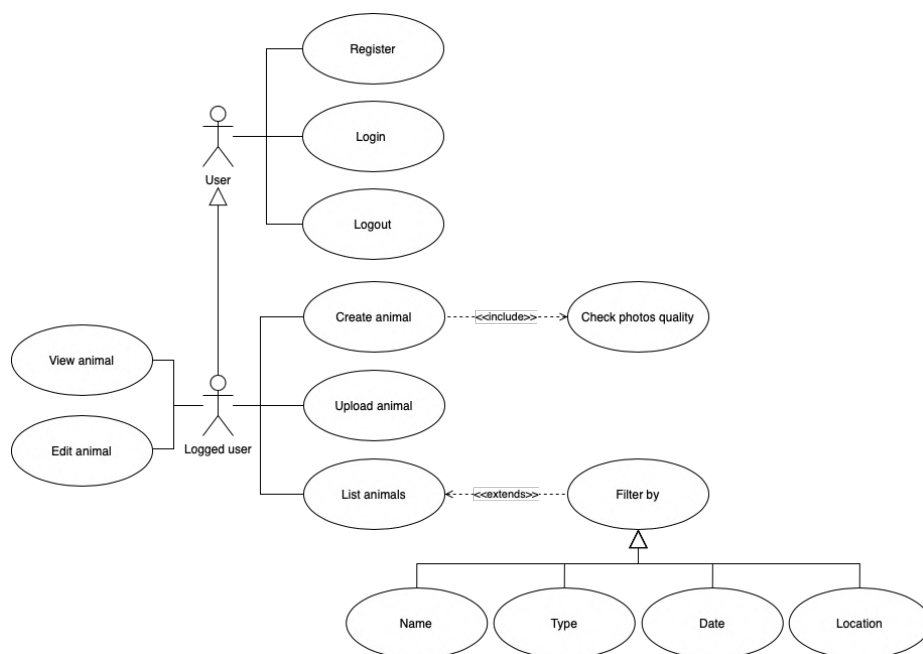 Register
Login
User
Logout
Create animal
<<include>>
Check photos quality
View animal
Upload animal
Edit animal
Logged user
List animals
<<extends>>
Filter by
Name
Type
Date
Location